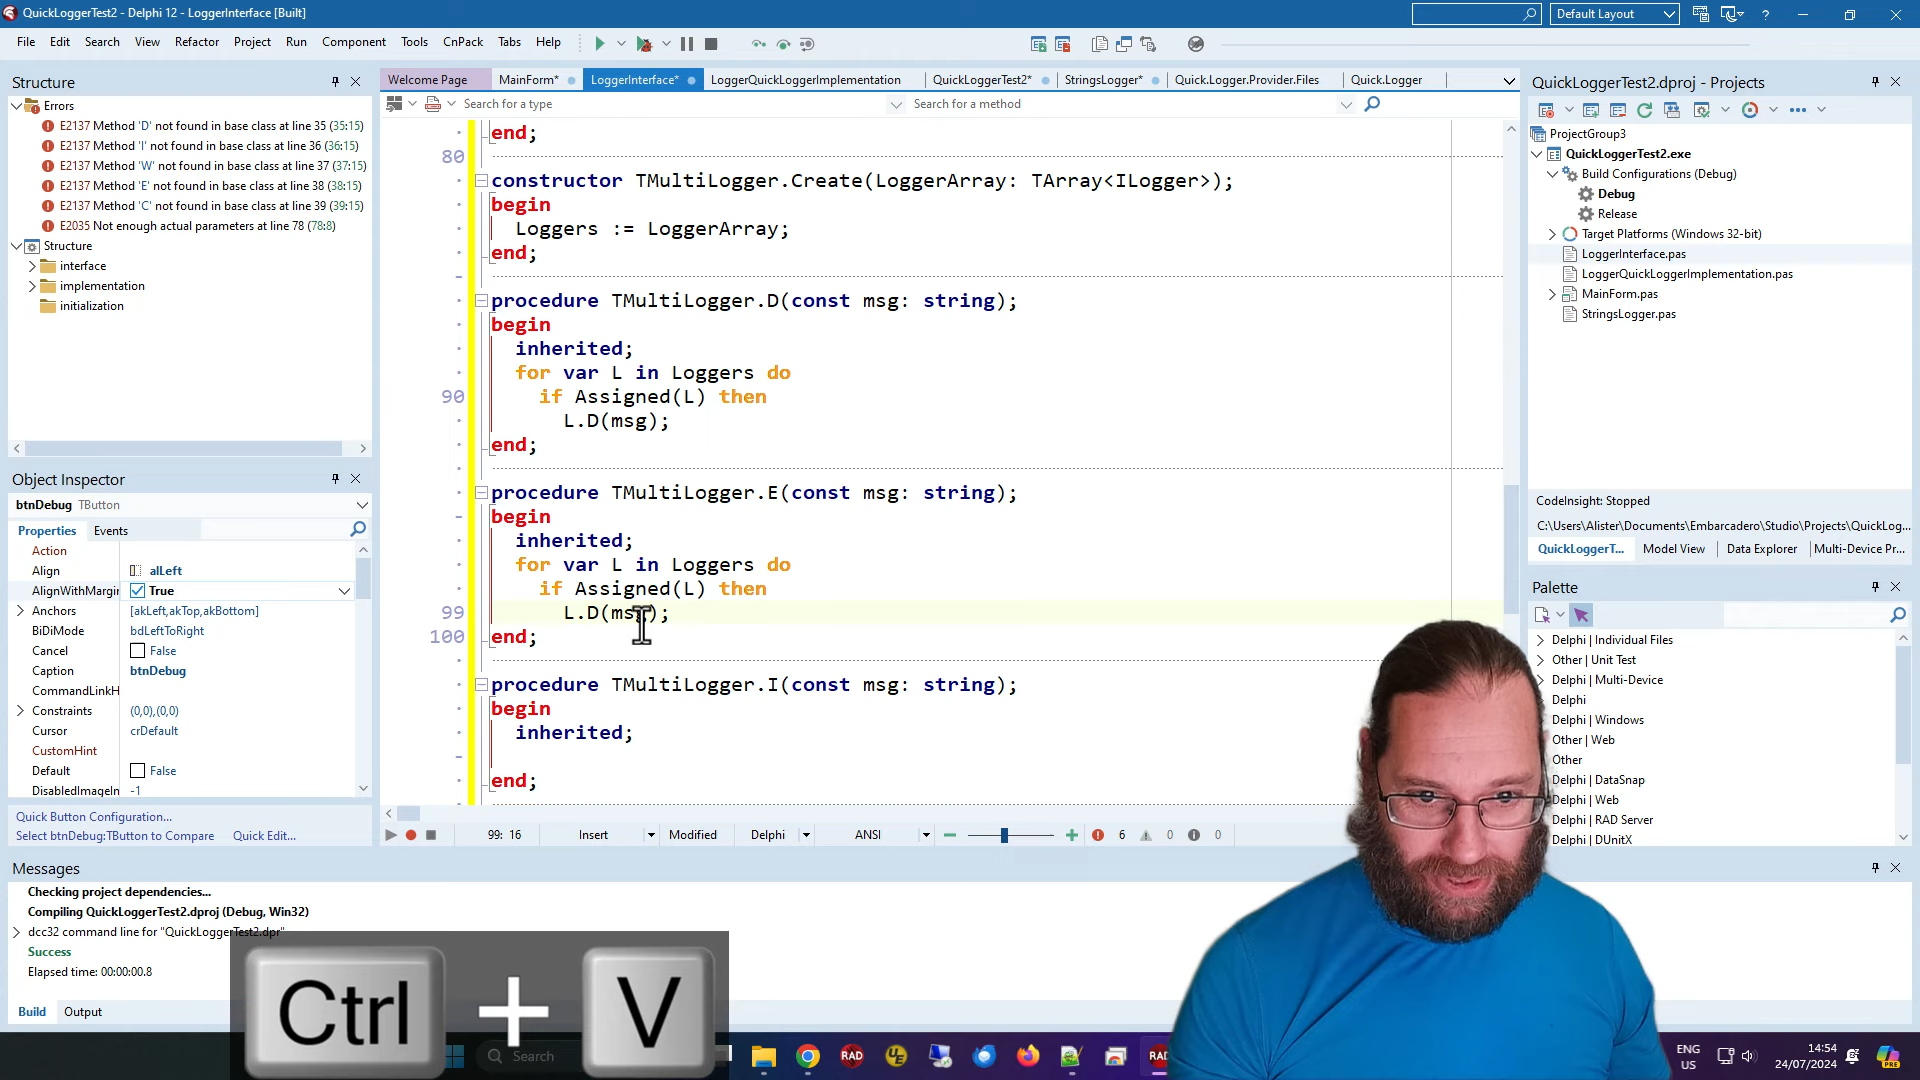 QuickLoggerTest2 - Delphi 12 - LoggerInterface [Built]
Default Layout
File Edit Search View Refactor Project Run Component Tools CnPack Tabs Help
Structure
Errors
E2137 Method 'D' not found in base class at line 35 (35:15)
E2137 Method 'I' not found in base class at line 36 (36:15)
E2137 Method 'W' not found in base class at line 37 (37:15)
E2137 Method 'E' not found in base class at line 38 (38:15)
E2137 Method 'C' not found in base class at line 39 (39:15)
E2035 Not enough actual parameters at line 78 (78:8)
Structure
interface
implementation
initialization
Object Inspector
btnDebug TButton
Properties Events
Action
Align alLeft
AlignWithMargin True
Anchors [akLeft,akTop,akBottom]
BiDiMode bdLeftToRight
Cancel False
Caption btnDebug
CommandLinkH
Constraints (0,0),(0,0)
Cursor crDefault
CustomHint
Default False
DisabledImageIn -1
Quick Button Configuration...
Select btnDebug:TButton to Compare Quick Edit...
Welcome Page MainForm* LoggerInterface* LoggerQuickLoggerImplementation QuickLoggerTest2* StringsLogger* Quick.Logger.Provider.Files Quick.Logger
Search for a type Search for a method
end;
80
constructor TMultiLogger.Create(LoggerArray: TArray<ILogger>);
begin
Loggers := LoggerArray;
end;
procedure TMultiLogger.D(const msg: string);
begin
inherited;
for var L in Loggers do
90 if Assigned(L) then
L.D(msg);
end;
procedure TMultiLogger.E(const msg: string);
begin
inherited;
for var L in Loggers do
if Assigned(L) then
99 L.D(msg);
100 end;
procedure TMultiLogger.I(const msg: string);
begin
inherited;
end;
99: 16 Insert Modified Delphi ANSI 6 0 0
QuickLoggerTest2.dproj - Projects
ProjectGroup3
QuickLoggerTest2.exe
Build Configurations (Debug)
Debug
Release
Target Platforms (Windows 32-bit)
LoggerInterface.pas
LoggerQuickLoggerImplementation.pas
MainForm.pas
StringsLogger.pas
CodeInsight: Stopped
C:\Users\Alister\Documents\Embarcadero\Studio\Projects\QuickLog...
QuickLoggerT... Model View Data Explorer Multi-Device Pr...
Palette
Delphi | Individual Files
Other | Unit Test
Delphi | Multi-Device
Delphi
Delphi | Windows
Other | Web
Other
Delphi | DataSnap
Delphi | Web
Delphi | RAD Server
Delphi | DUnitX
Messages
Checking project dependencies...
Compiling QuickLoggerTest2.dproj (Debug, Win32)
dcc32 command line for "QuickLoggerTest2.dpr"
Success
Elapsed time: 00:00:00.8
Build Output
Ctrl + V
Search
RAD
UE
RAD
ENG
US
14:54
24/07/2024
PRE